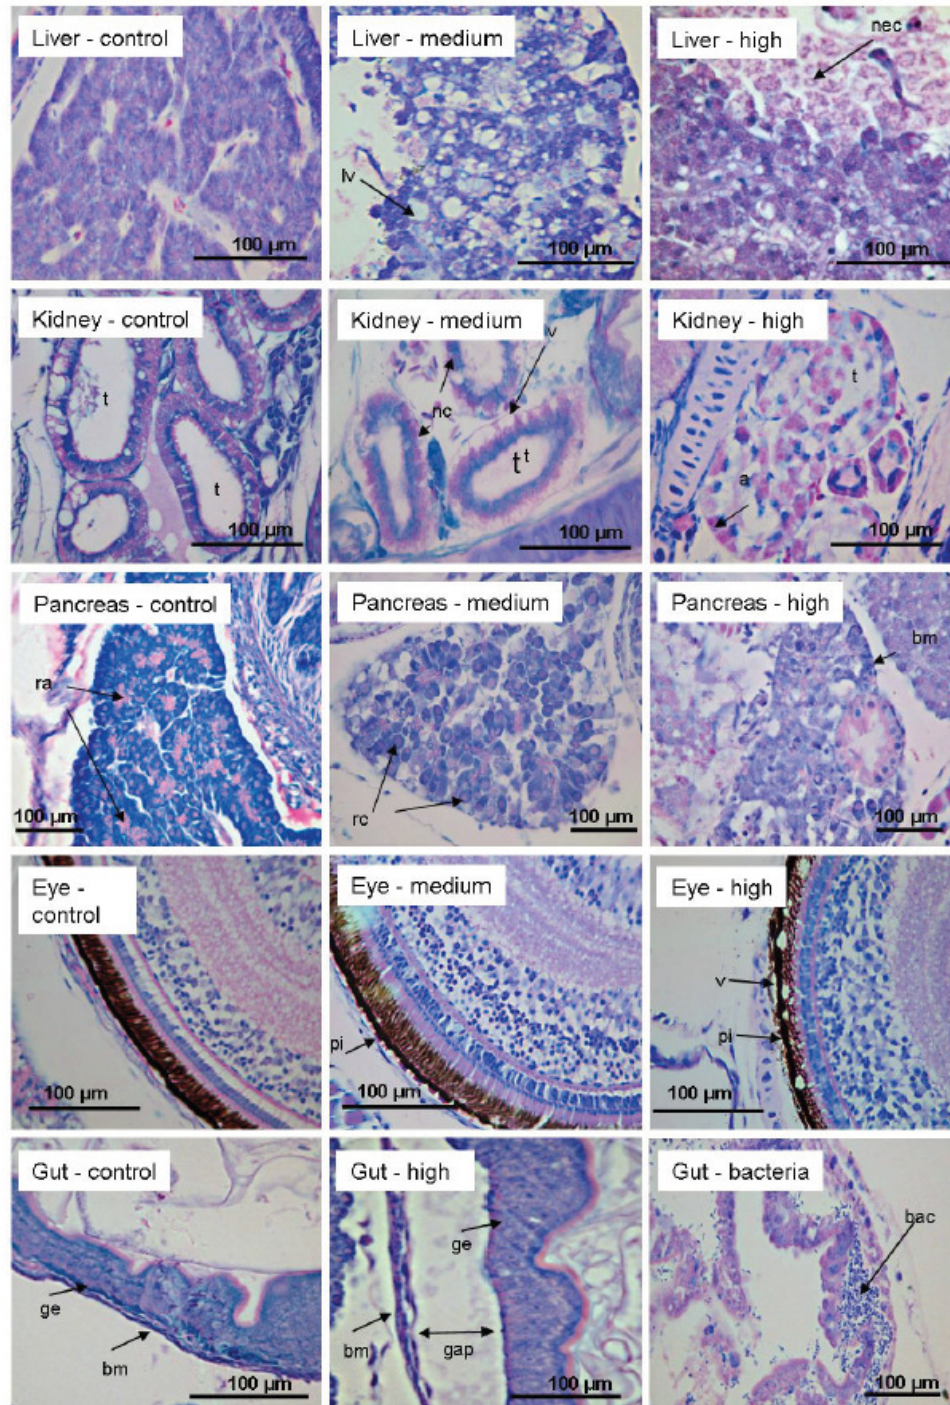 Liver - control
100 µm
Liver - medium
lv
100 µm
Liver - high
nec
100 µm
Kidney - control
t
t
100 µm
Kidney - medium
v
nc
t t
100 µm
Kidney - high
t
a
100 µm
Pancreas - control
ra
100 µm
Pancreas - medium
rc
100 µm
Pancreas - high
bm
100 µm
Eye -
control
100 µm
Eye - medium
pi
100 µm
Eye - high
v
pi
100 µm
Gut - control
ge
bm
100 µm
Gut - high
ge
bm
gap
100 µm
Gut - bacteria
bac
100 µm